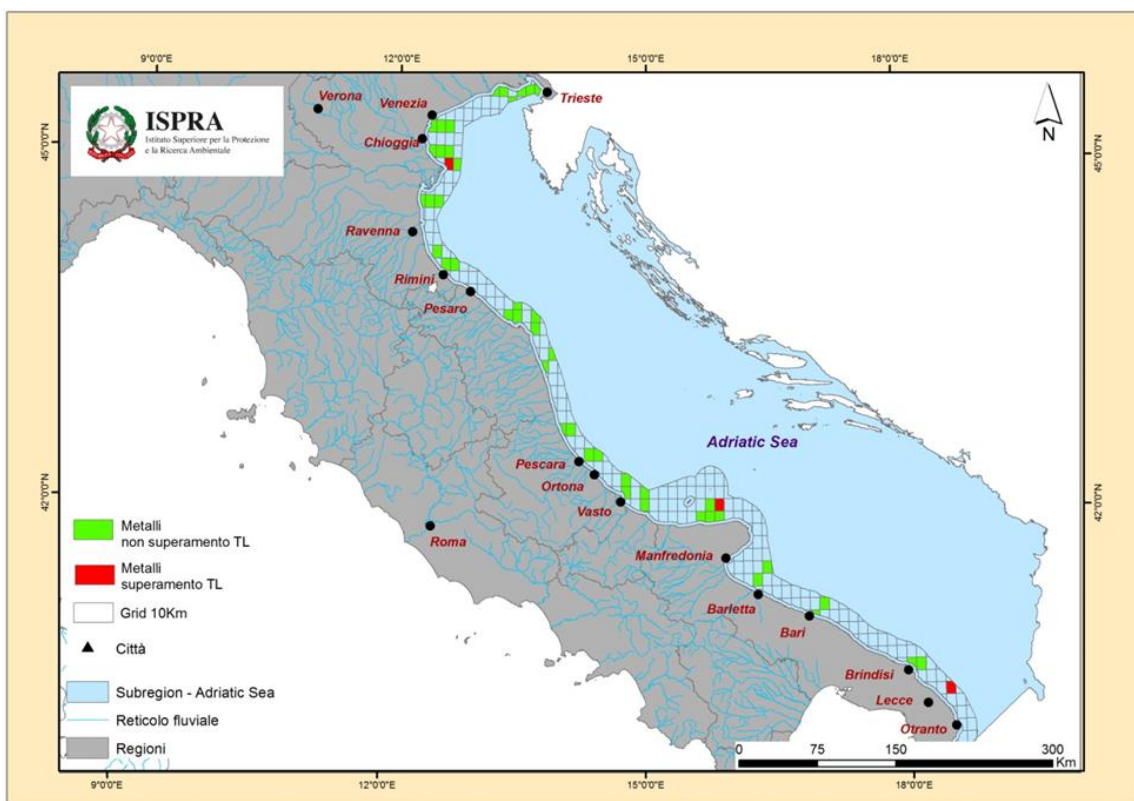 9°0'0"E
12°0'0"E
15°0'0"E
18°0'0"E
ISPRA
Istituto Superiore per la Protezione
e la Ricerca Ambientale
Verona
Venezia
Trieste
Chioggia
N
45°0'0"N
45°0'0"N
Ravenna
Rimini
Pesaro
Adriatic Sea
Pescara
Ortona
Vasto
42°0'0"N
42°0'0"N
Roma
Manfredonia
Barletta
Bari
Brindisi
Lecce
Otranto
Metalli
non superamento TL
Metalli
superamento TL
Grid 10Km
Città
Subregion - Adriatic Sea
Reticolo fluviale
Regioni
0 75 150 300
Km
9°0'0"E
12°0'0"E
15°0'0"E
18°0'0"E